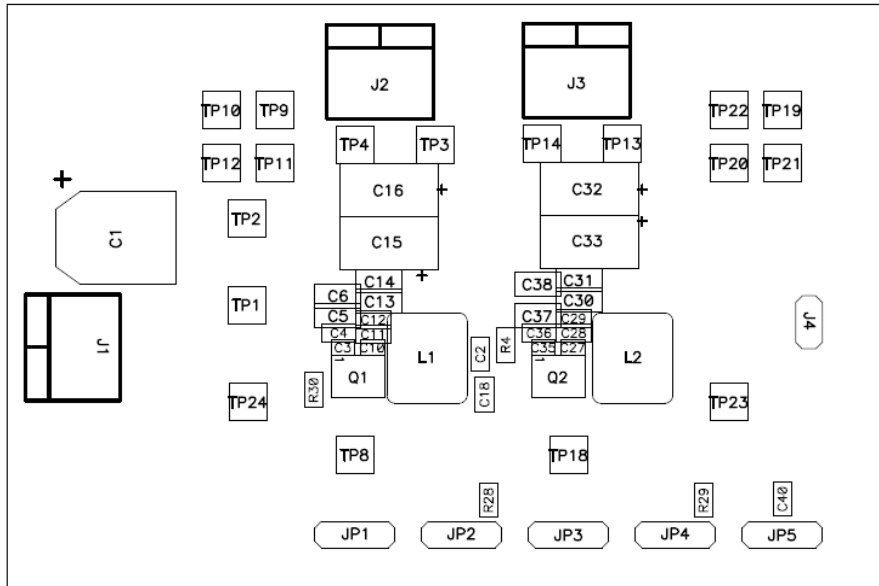 J2 J3
TP10 TP9 TP22 TP19
TP4 TP3 TP14 TP13
TP12 TP11 TP20 TP21
+ C16 + C32 +
TP2
C1 C15 C33 +
+
C14 C31
C6 C38
C13 C30
TP1 C5 C37
C12 C29
J4
C4 C11 C36 C28
J1 C3 C10 L1 C2 R4 C35 C27 L2
1 1
Q1 Q2
R30 C18
TP24 TP23
TP8 TP18
R28 R29 C40
JP1 JP2 JP3 JP4 JP5